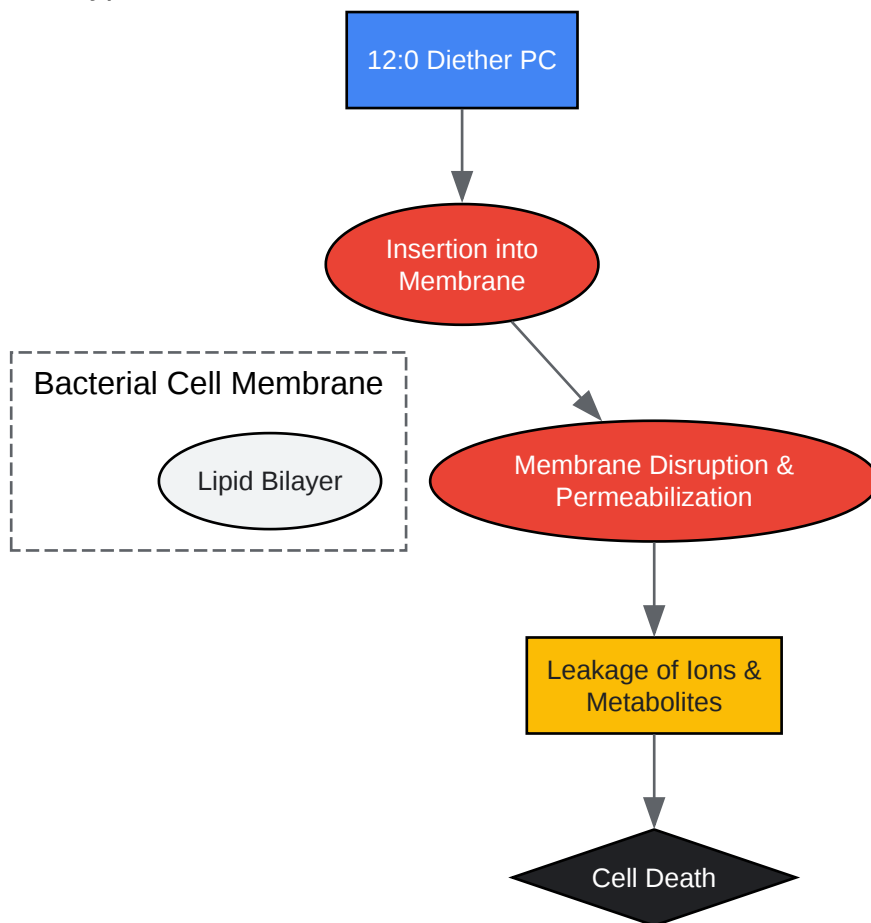 12:0 Diether PC
Insertion into
Membrane
Bacterial Cell Membrane
Lipid Bilayer
Membrane Disruption &
Permeabilization
Leakage of Ions &
Metabolites
Cell Death